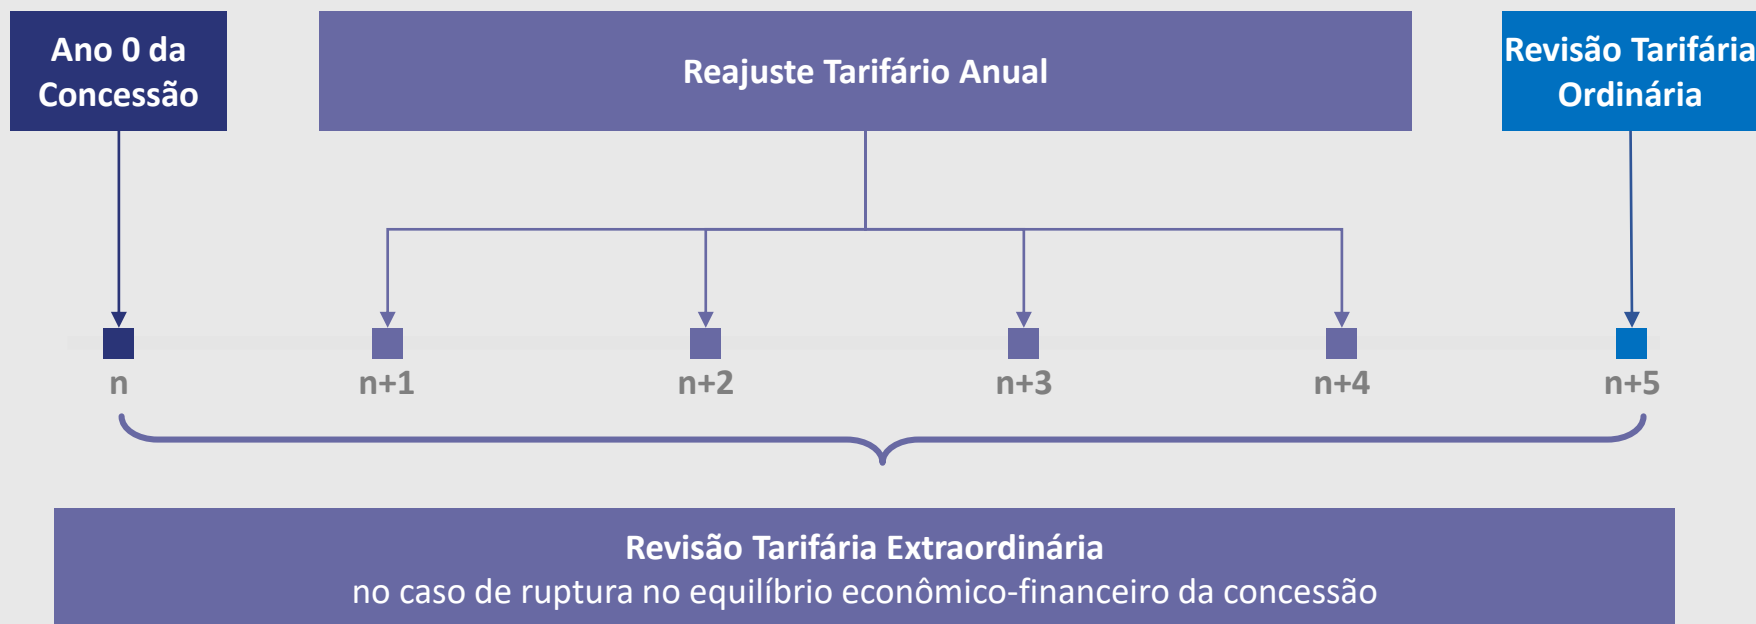 Ano 0 da
Concessão
Reajuste Tarifário Anual
Revisão Tarifária
Ordinária
n
n+1
n+2
n+3
n+4
n+5
Revisão Tarifária Extraordinária
no caso de ruptura no equilíbrio econômico-financeiro da concessão